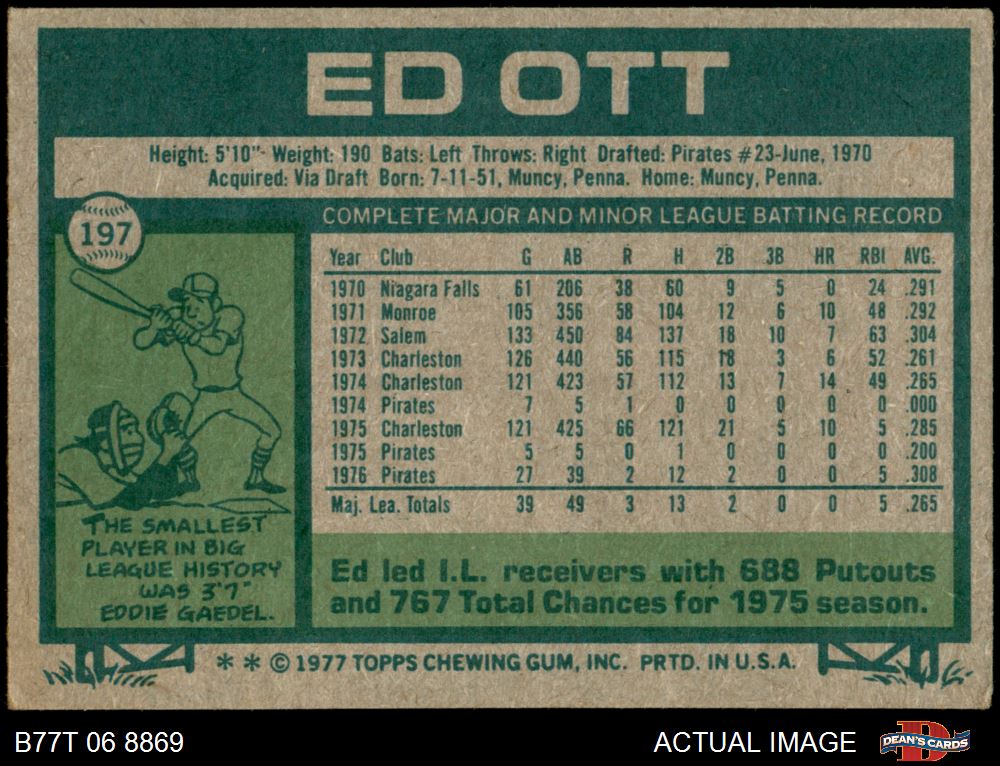 ED OTT
Height: 5'10" Weight: 190 Bats: Left Throws: Right Drafted: Pirates #23-June, 1970
Acquired: Via Draft Born: 7-11-51, Muncy, Penna. Home: Muncy, Penna.
197
COMPLETE MAJOR AND MINOR LEAGUE BATTING RECORD
Year Club G AB R H 2B 3B HR RBI AVG.
1970 Niagara Falls 61 206 38 60 9 5 0 24 .291
1971 Monroe 105 356 58 104 12 6 10 48 .292
1972 Salem 133 450 84 137 18 10 7 63 .304
1973 Charleston 126 440 56 115 18 3 6 52 .261
1974 Charleston 121 423 57 112 13 7 14 49 .265
1974 Pirates 7 5 1 0 0 0 0 0 .000
1975 Charleston 121 425 66 121 21 5 10 5 .285
1975 Pirates 5 5 0 1 0 0 0 0 .200
1976 Pirates 27 39 2 12 2 0 0 5 .308
Maj. Lea. Totals 39 49 3 13 2 0 0 5 .265
THE SMALLEST
PLAYER IN BIG
LEAGUE HISTORY
WAS 3'7"
EDDIE GAEDEL.
Ed led I.L. receivers with 688 Putouts
and 767 Total Chances for 1975 season.
* * © 1977 TOPPS CHEWING GUM, INC. PRTD. IN U.S.A.
B77T 06 8869
ACTUAL IMAGE
D
DEAN'S CARDS